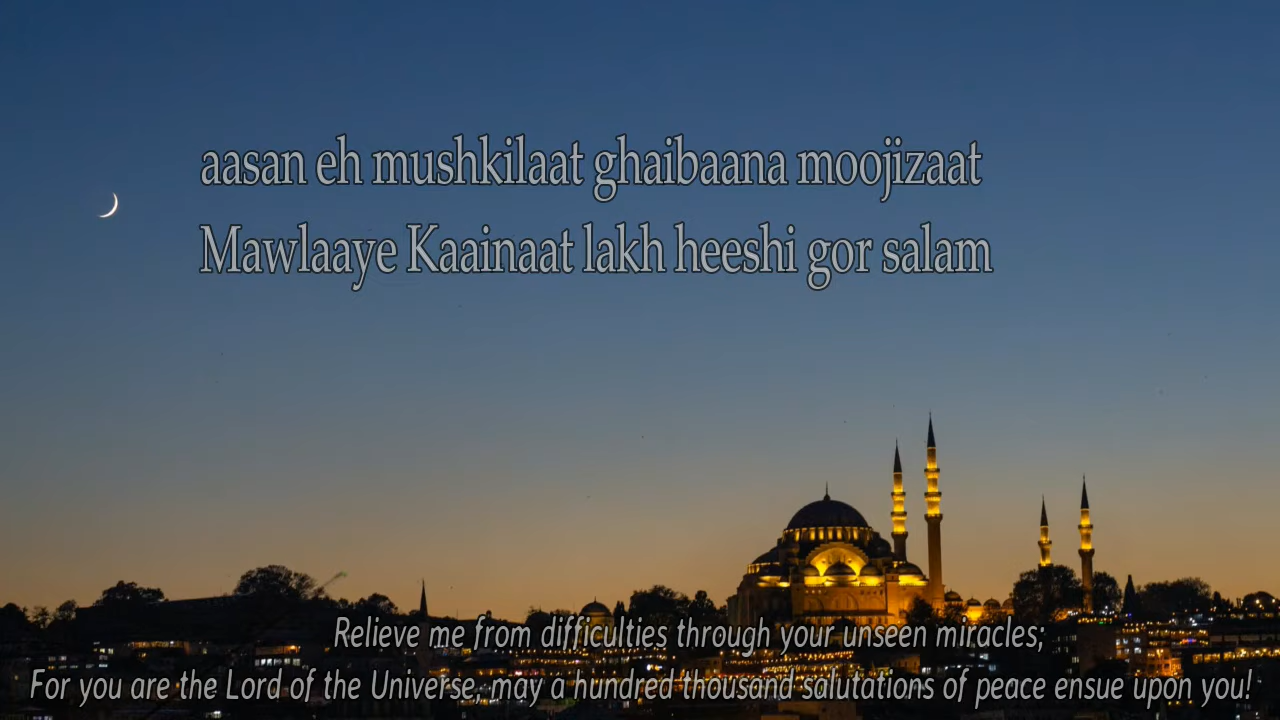 aasan eh mushkilaat ghaibaana moojizaat
Mawlaaye Kaainaat lakh heeshi gor salam
Relieve me from difficulties through your unseen miracles;
For you are the Lord of the Universe, may a hundred thousand salutations of peace ensue upon you!